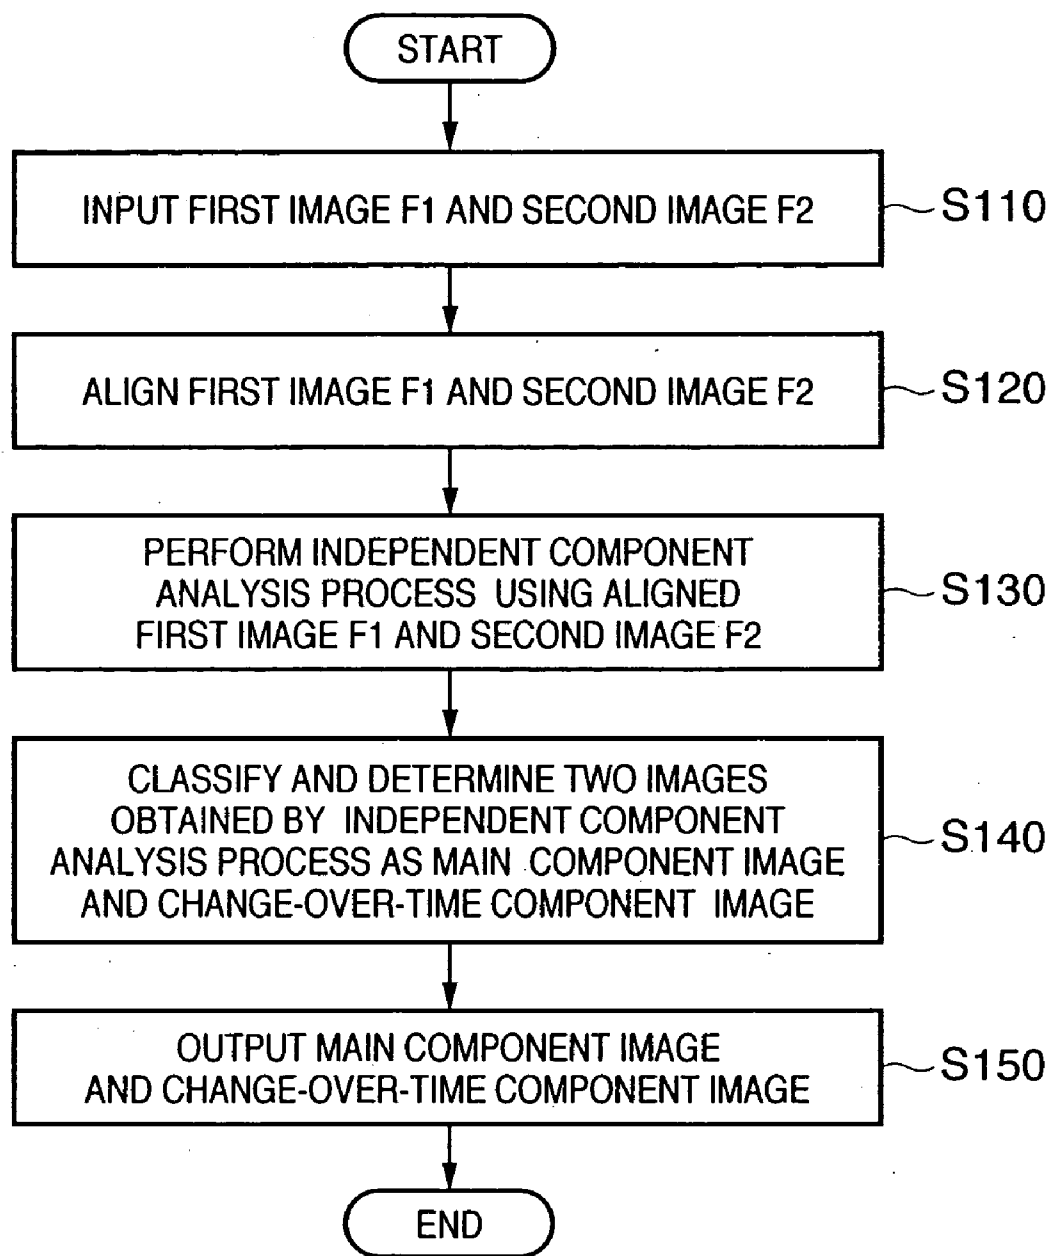 START
INPUT FIRST IMAGE F1 AND SECOND IMAGE F2
S110
ALIGN FIRST IMAGE F1 AND SECOND IMAGE F2
S120
PERFORM INDEPENDENT COMPONENT
ANALYSIS PROCESS USING ALIGNED
FIRST IMAGE F1 AND SECOND IMAGE F2
S130
CLASSIFY AND DETERMINE TWO IMAGES
OBTAINED BY INDEPENDENT COMPONENT
ANALYSIS PROCESS AS MAIN COMPONENT IMAGE
AND CHANGE-OVER-TIME COMPONENT IMAGE
S140
OUTPUT MAIN COMPONENT IMAGE
AND CHANGE-OVER-TIME COMPONENT IMAGE
S150
END